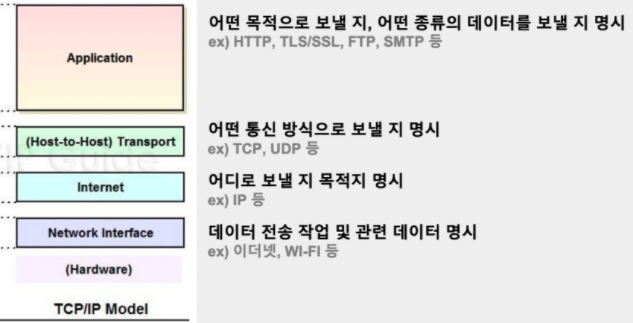 Application
어떤 목적으로 보낼 지, 어떤 종류의 데이터를 보낼 지 명시
ex) HTTP, TLS/SSL, FTP, SMTP 등
(Host-to-Host) Transport
어떤 통신 방식으로 보낼 지 명시
ex) TCP, UDP 등
Internet
어디로 보낼 지 목적지 명시
ex) IP 등
Network Interface
데이터 전송 작업 및 관련 데이터 명시
ex) 이더넷, WI-FI 등
(Hardware)
TCP/IP Model